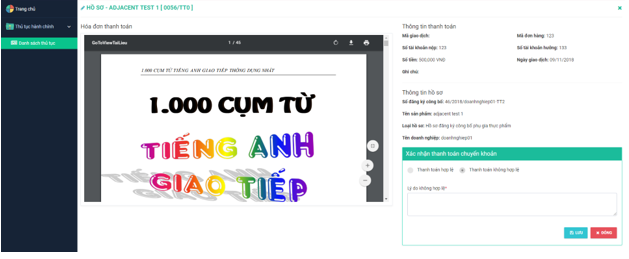 Trang chủ
Thủ tục hành chính
Danh sách thủ tục
HỒ SƠ - ADJACENT TEST 1 [ 0056/TT0 ]
Hóa đơn thanh toán
GoToViewTaiLieu
1 / 46
1.000 CỤM TỪ TIẾNG ANH GIAO TIẾP THÔNG DỤNG NHẤT
1.000 CỤM TỪ
TIẾNG ANH
GIAO TIẾP
Thông tin thanh toán
Mã giao dịch: Mã đơn hàng: 123
Số tài khoản nộp: 123 Số tài khoản hưởng: 133
Số tiền: 500,000 VNĐ Ngày giao dịch: 09/11/2018
Ghi chú:
Thông tin hồ sơ
Số đăng ký công bố: 46/2018/doanhnghiep01-TT2
Tên sản phẩm: adjacent test 1
Loại hồ sơ: Hồ sơ đăng ký công bố phụ gia thực phẩm
Tên doanh nghiệp: doanhnghiep01
Xác nhận thanh toán chuyển khoản
Thanh toán hợp lệ Thanh toán không hợp lệ
Lý do không hợp lệ*
LƯU ĐÓNG